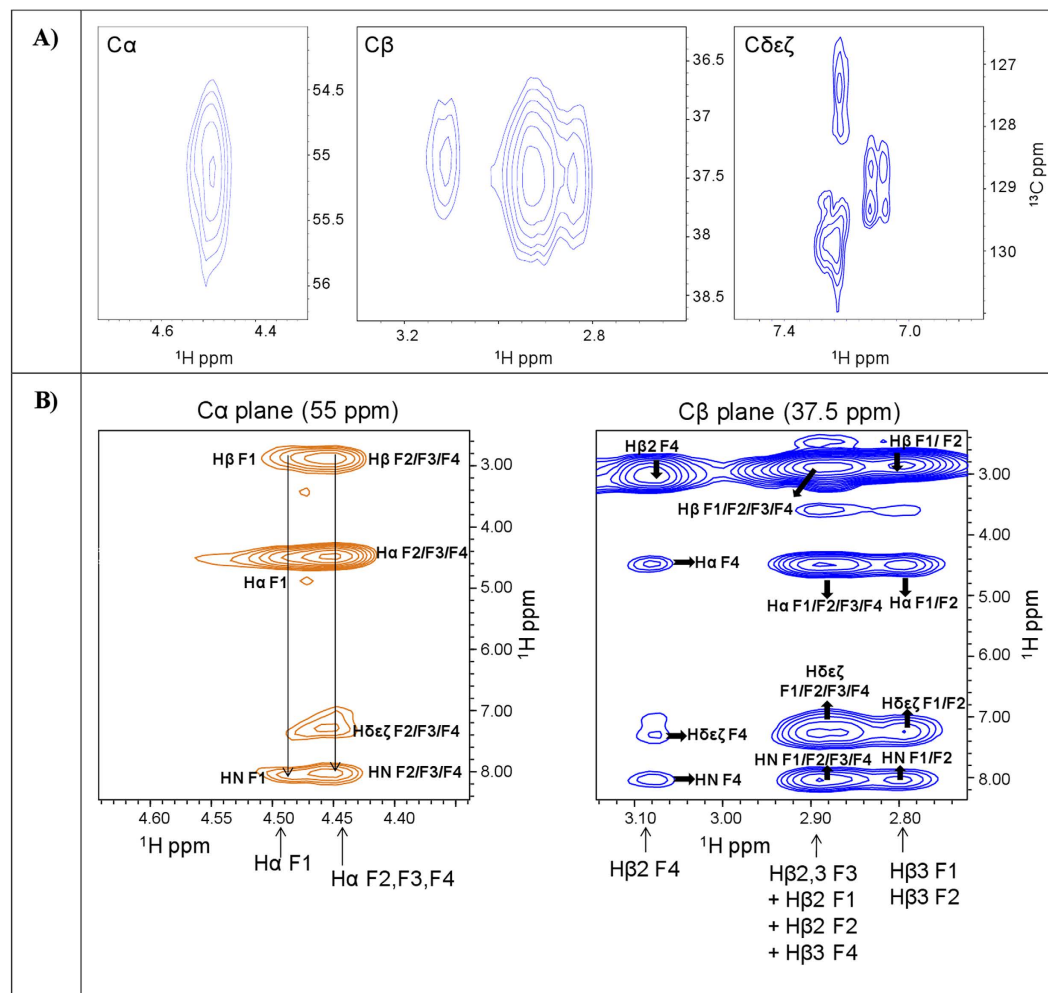 A)
Cα
54.5
55
55.5
56
4.6
4.4
¹H ppm
Cβ
36.5
37
37.5
38
38.5
3.2
2.8
¹H ppm
Cδεζ
127
128
129
130
¹³C ppm
7.4
7.0
¹H ppm
B)
Cα plane (55 ppm)
Hβ F1
Hβ F2/F3/F4
Hα F2/F3/F4
Hα F1
Hδεζ F2/F3/F4
HN F1
HN F2/F3/F4
3.00
4.00
5.00
6.00
7.00
8.00
¹H ppm
4.60
4.55
4.50
4.45
4.40
¹H ppm
Hα F1
Hα F2,F3,F4
Cβ plane (37.5 ppm)
Hβ2 F4
Hβ F1/ F2
Hβ F1/F2/F3/F4
Hα F4
Hα F1/F2/F3/F4
Hα F1/F2
Hδεζ
F1/F2/F3/F4
Hδεζ F1/F2
Hδεζ F4
HN F1/F2/F3/F4
HN F1/F2
HN F4
3.00
4.00
5.00
6.00
7.00
8.00
¹H ppm
3.10
3.00
2.90
2.80
¹H ppm
Hβ2 F4
Hβ2,3 F3
+ Hβ2 F1
+ Hβ2 F2
+ Hβ3 F4
Hβ3 F1
Hβ3 F2